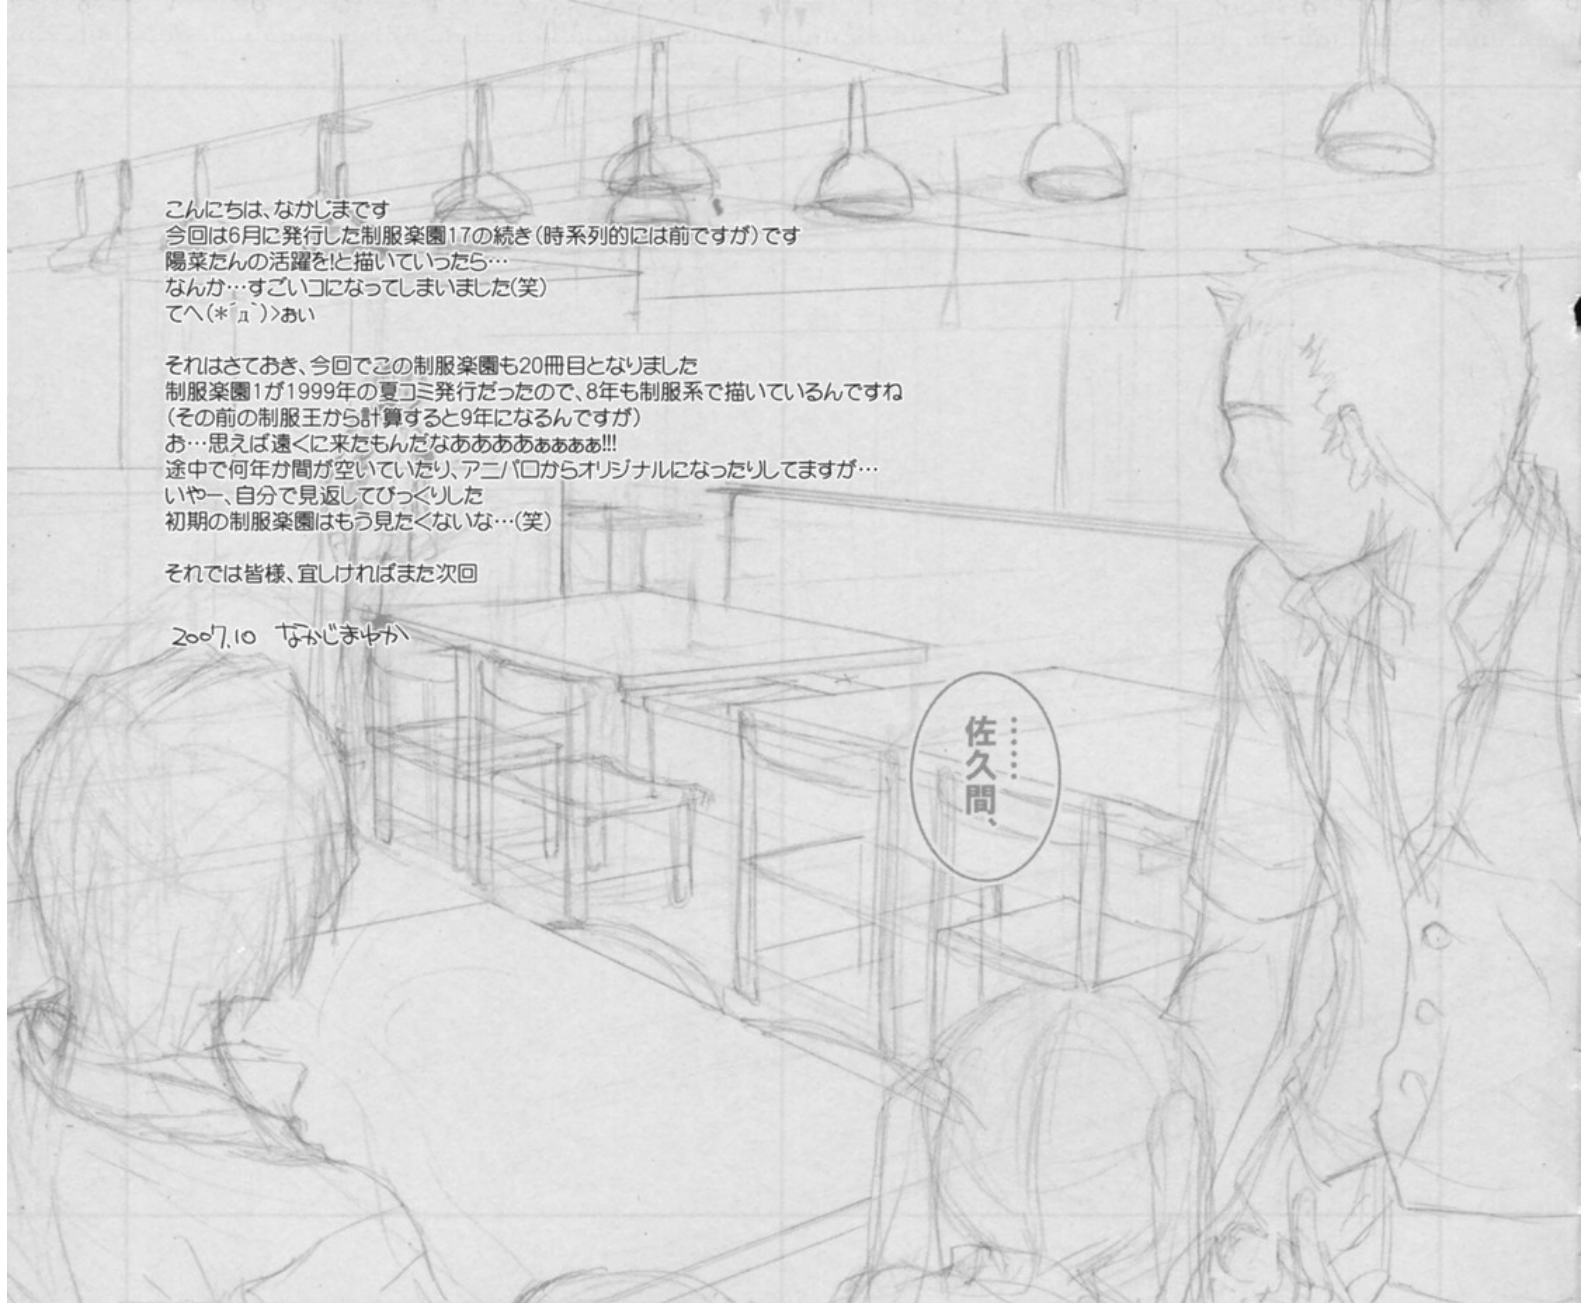 こんにちは、なかじまです
今回は6月に発行した制服楽園17の続き(時系列的には前ですが)です
陽菜たんの活躍を!と描いていったら…
なんか…すごいコになってしまいました(笑)
てへ(*´д`)>ぉぃ
それはさておき、今回でこの制服楽園も20冊目となりました
制服楽園1が1999年の夏コミ発行だったので、8年も制服系で描いているんですね
(その前の制服王から計算すると9年になるんですが)
お…思えば遠くに来たもんだなああああぁぁぁぁ!!!
途中で何年か間が空いていたり、アニパロからオリジナルになったりしてますが…
いやー、自分で見返してびっくりした
初期の制服楽園はもう見たくないな…(笑)
それでは皆様、宜しければまた次回
2007.10 なかじまゆか
……
佐久間、